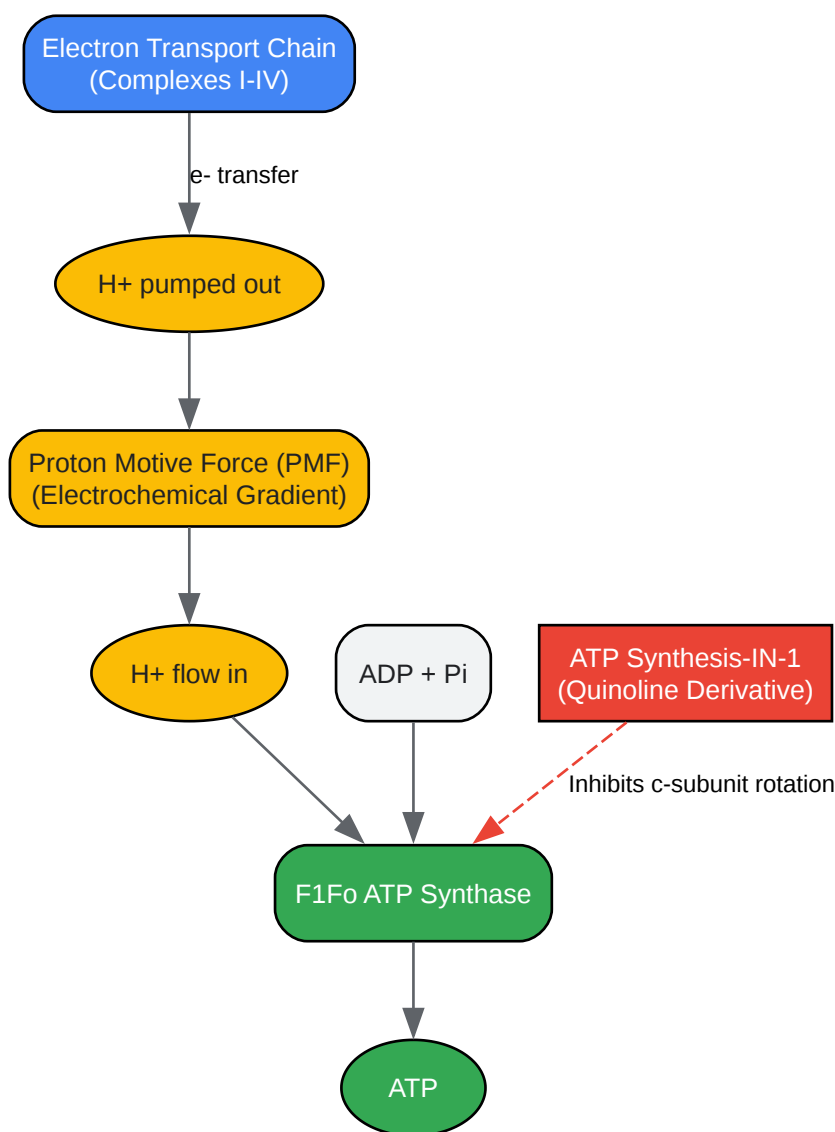 Electron Transport Chain
(Complexes I-IV)
e- transfer
H+ pumped out
Proton Motive Force (PMF)
(Electrochemical Gradient)
H+ flow in
ADP + Pi
ATP Synthesis-IN-1
(Quinoline Derivative)
Inhibits c-subunit rotation
F1Fo ATP Synthase
ATP